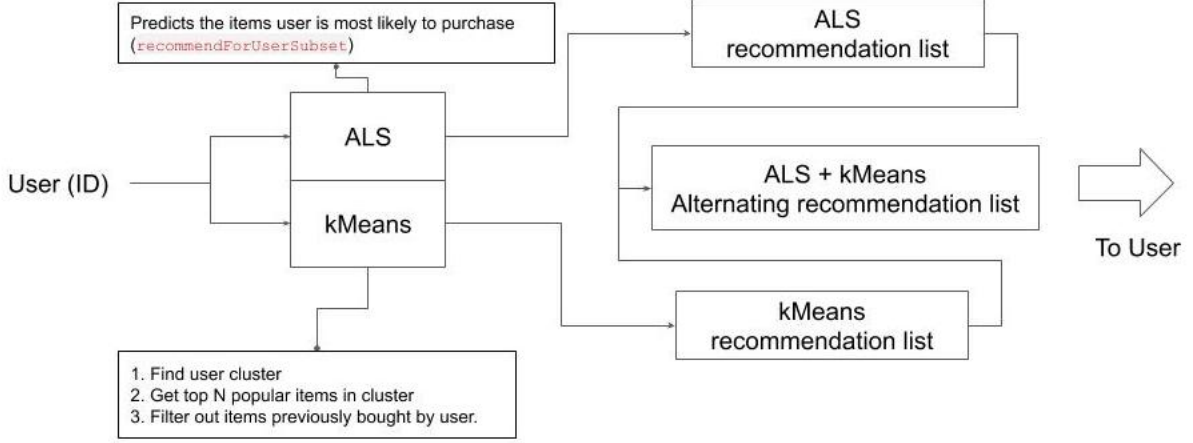 Predicts the items user is most likely to purchase
(recommendForUserSubset)
ALS
recommendation list
ALS
User (ID)
kMeans
ALS + kMeans
Alternating recommendation list
To User
kMeans
recommendation list
1. Find user cluster
2. Get top N popular items in cluster
3. Filter out items previously bought by user.